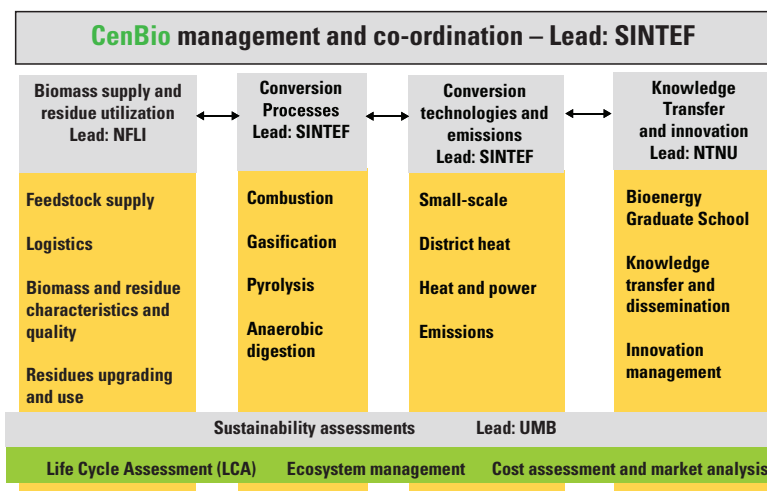 CenBio management and co-ordination – Lead: SINTEF
Biomass supply and
residue utilization
Lead: NFLI
Conversion
Processes
Lead: SINTEF
Conversion
technologies and
emissions
Lead: SINTEF
Knowledge
Transfer
and innovation
Lead: NTNU
Feedstock supply
Logistics
Biomass and residue
characteristics and
quality
Residues upgrading
and use
Combustion
Gasification
Pyrolysis
Anaerobic
digestion
Small-scale
District heat
Heat and power
Emissions
Bioenergy
Graduate School
Knowledge
transfer and
dissemination
Innovation
management
Sustainability assessments Lead: UMB
Life Cycle Assessment (LCA) Ecosystem management Cost assessment and market analysis